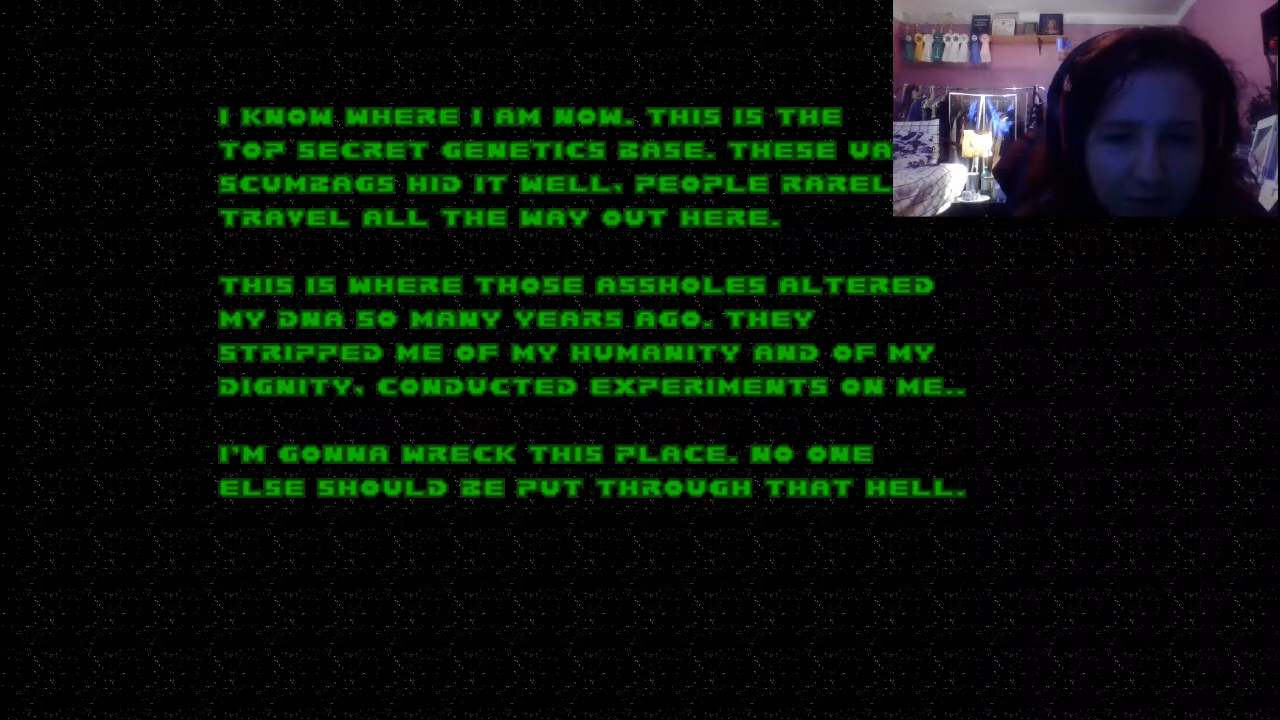 I KNOW WHERE I AM NOW. THIS IS THE
TOP SECRET GENETICS BASE. THESE
SCUMBAGS HID IT WELL, PEOPLE
TRAVEL ALL THE WAY OUT HERE.
THIS IS WHERE THOSE ASSHOLES ALTERED
MY DNA SO MANY YEARS AGO. THEY
STRIPPED ME OF MY HUMANITY AND OF MY
DIGNITY, CONDUCTED EXPERIMENTS ON ME..
I'M GONNA WRECK THIS PLACE. NO ONE
ELSE SHOULD BE PUT THROUGH THAT HELL.